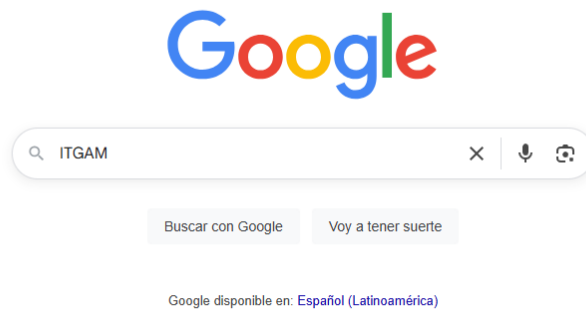 Google
ITGAM
Buscar con Google Voy a tener suerte
Google disponible en: Español (Latinoamérica)